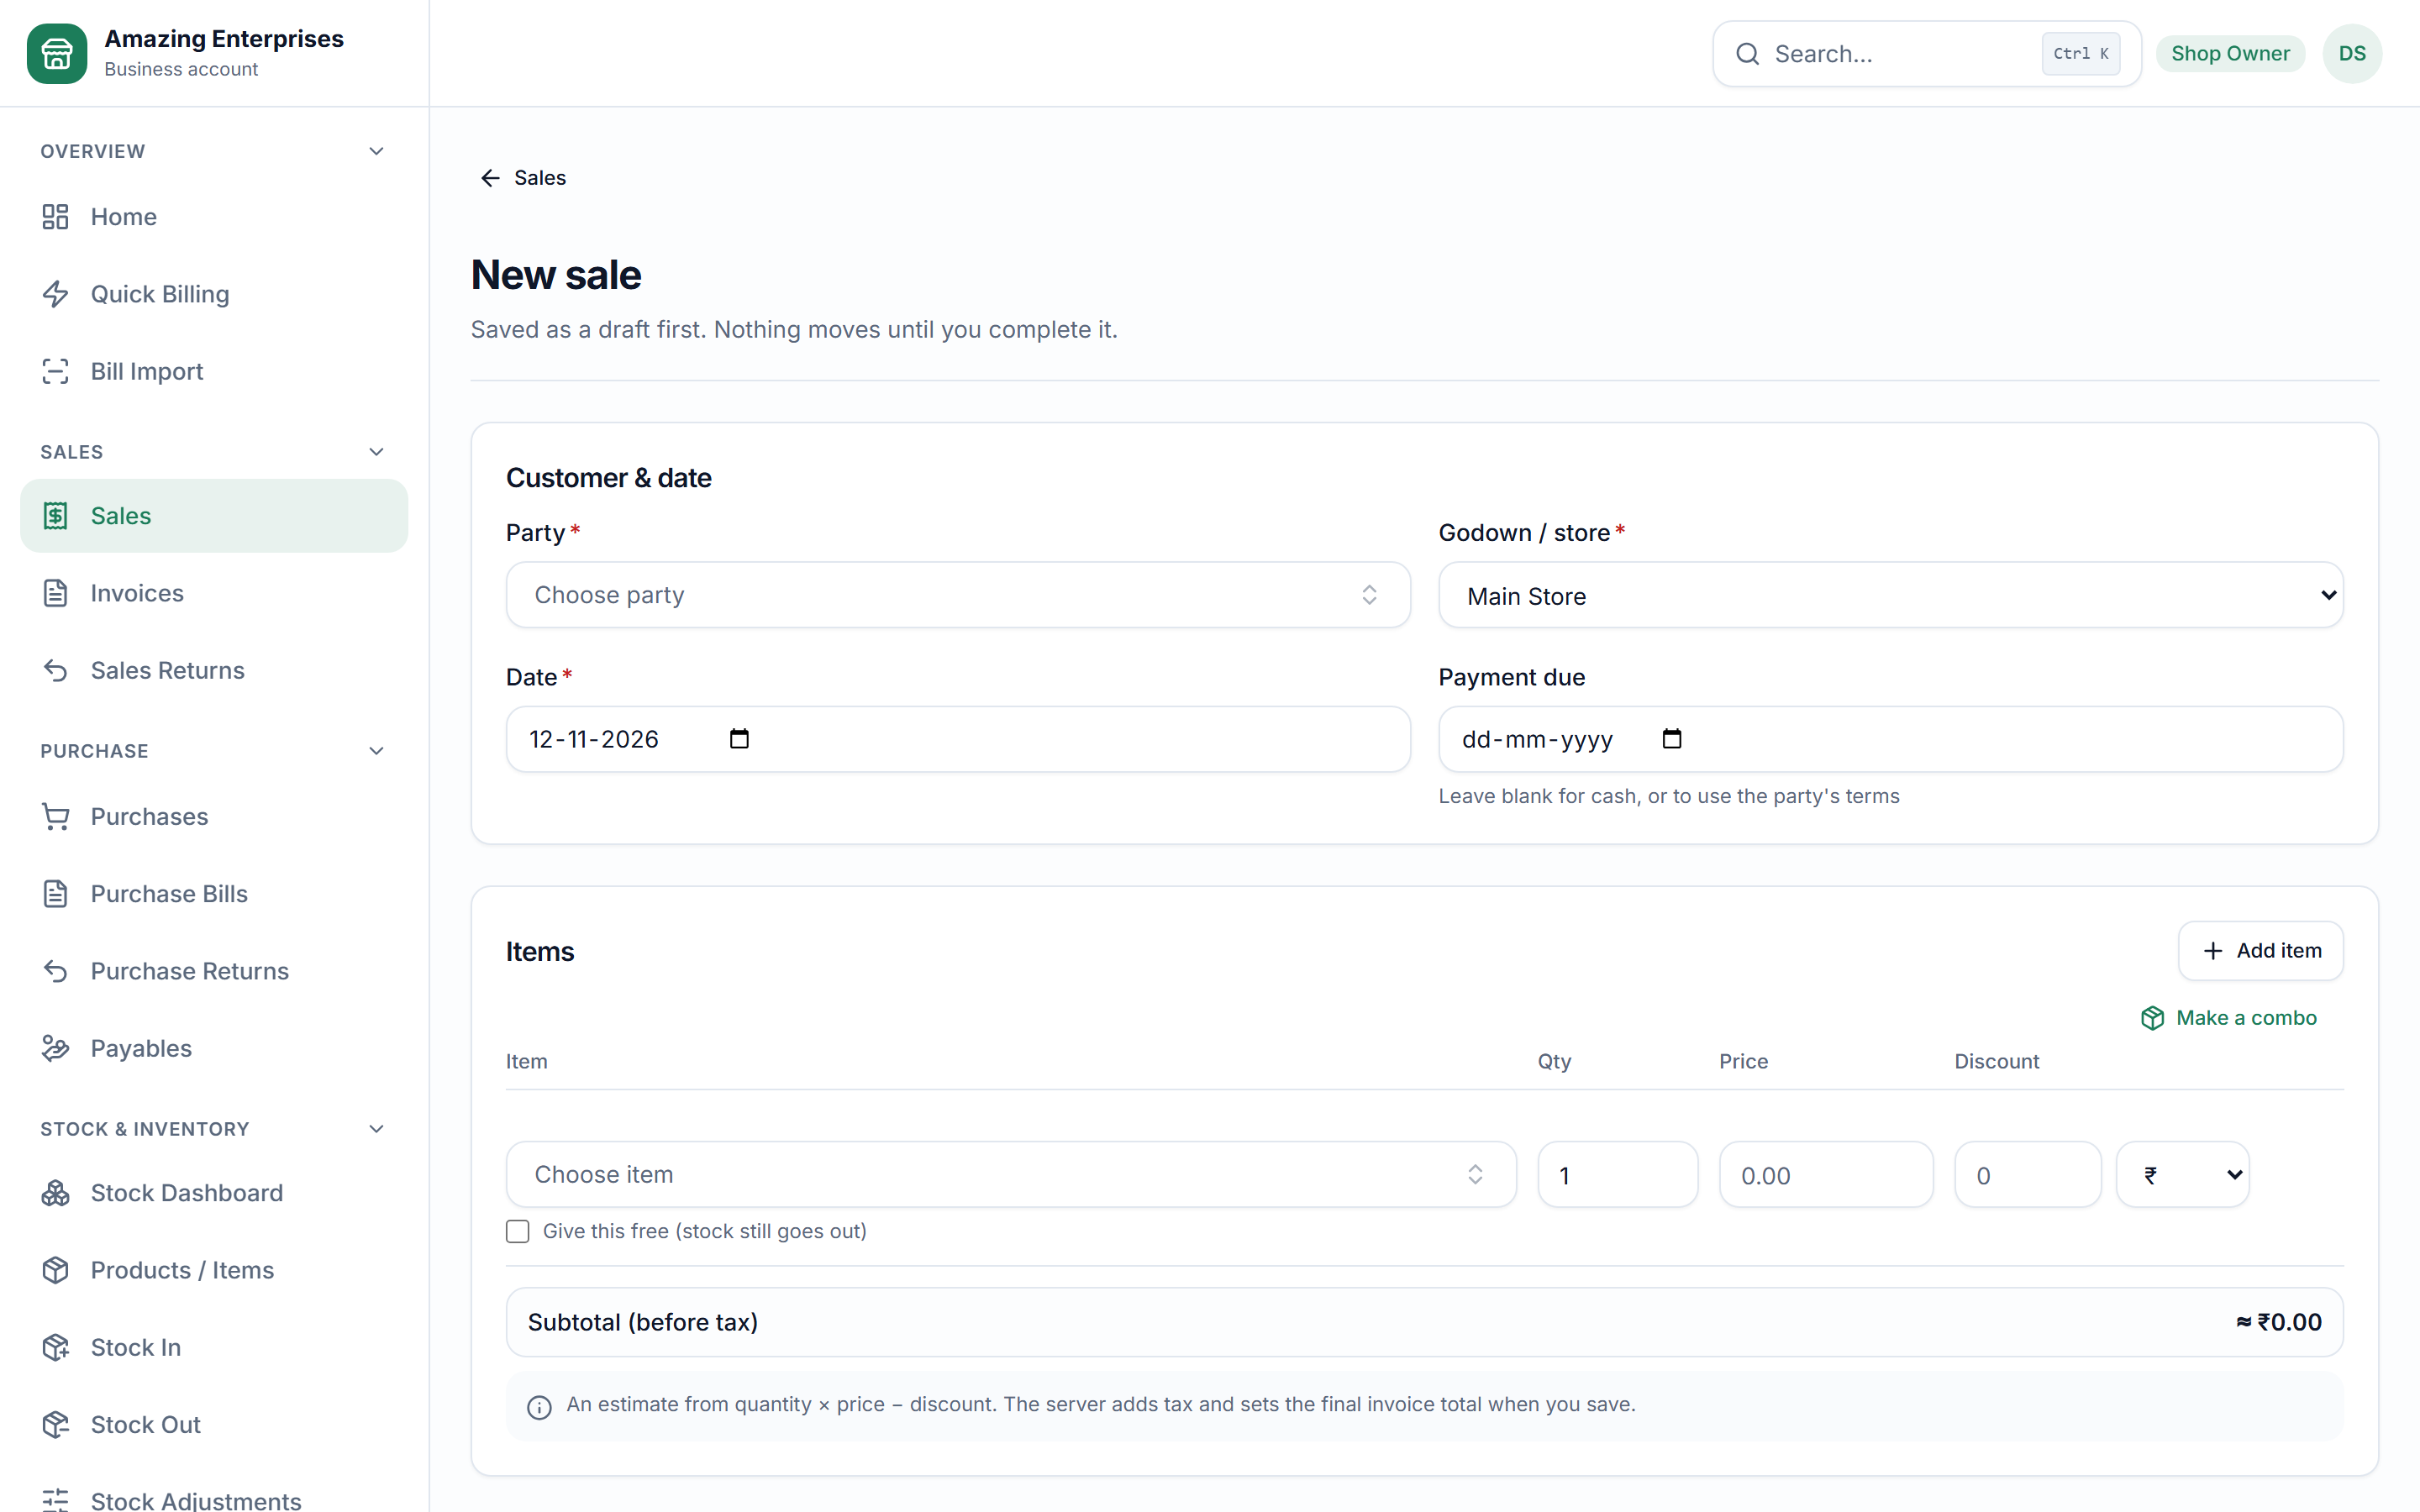 Amazing Enterprises
Business account
Search...
Ctrl K
Shop Owner
DS
OVERVIEW
Home
Quick Billing
Bill Import
SALES
Sales
Invoices
Sales Returns
PURCHASE
Purchases
Purchase Bills
Purchase Returns
Payables
STOCK & INVENTORY
Stock Dashboard
Products / Items
Stock In
Stock Out
Stock Adjustments
Sales
New sale
Saved as a draft first. Nothing moves until you complete it.
Customer & date
Party *
Godown / store *
Choose party
Main Store
Date *
Payment due
12-11-2026
dd-mm-yyyy
Leave blank for cash, or to use the party's terms
Items
Add item
Make a combo
Item Qty Price Discount
Choose item 1 0.00 0 ₹
Give this free (stock still goes out)
Subtotal (before tax) ≈ ₹0.00
An estimate from quantity × price − discount. The server adds tax and sets the final invoice total when you save.